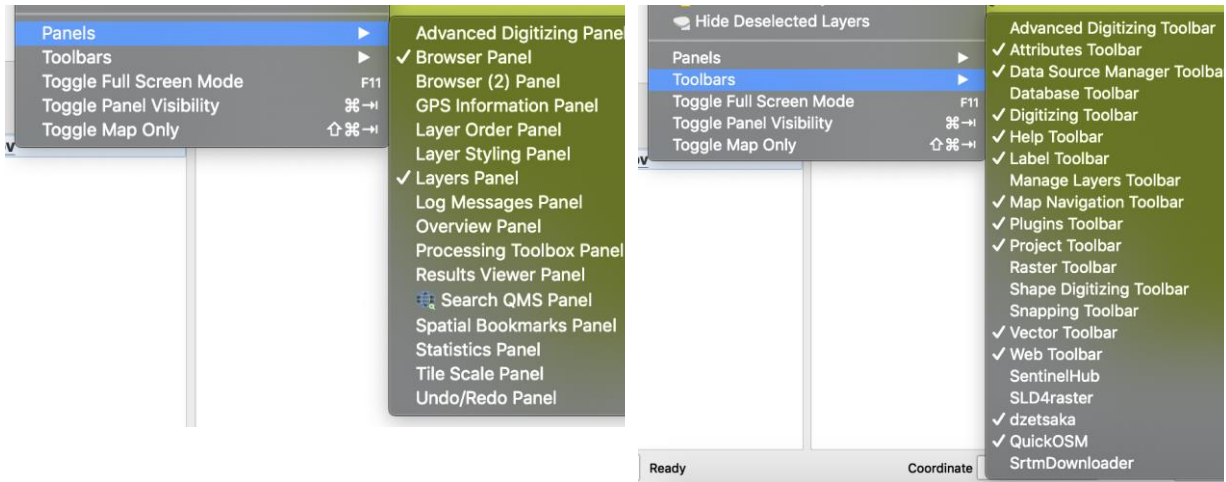 Panels
Toolbars
Toggle Full Screen Mode F11
Toggle Panel Visibility ⌘⇥
Toggle Map Only ⇧⌘⇥
Advanced Digitizing Pane
✓ Browser Panel
Browser (2) Panel
GPS Information Panel
Layer Order Panel
Layer Styling Panel
✓ Layers Panel
Log Messages Panel
Overview Panel
Processing Toolbox Panel
Results Viewer Panel
Search QMS Panel
Spatial Bookmarks Panel
Statistics Panel
Tile Scale Panel
Undo/Redo Panel
Hide Deselected Layers
Panels
Toolbars
Toggle Full Screen Mode F11
Toggle Panel Visibility ⌘⇥
Toggle Map Only ⇧⌘⇥
Advanced Digitizing Toolbar
✓ Attributes Toolbar
✓ Data Source Manager Toolba
Database Toolbar
✓ Digitizing Toolbar
✓ Help Toolbar
✓ Label Toolbar
Manage Layers Toolbar
✓ Map Navigation Toolbar
✓ Plugins Toolbar
✓ Project Toolbar
Raster Toolbar
Shape Digitizing Toolbar
Snapping Toolbar
✓ Vector Toolbar
✓ Web Toolbar
SentinelHub
SLD4raster
✓ dzetsaka
✓ QuickOSM
SrtmDownloader
Ready
Coordinate